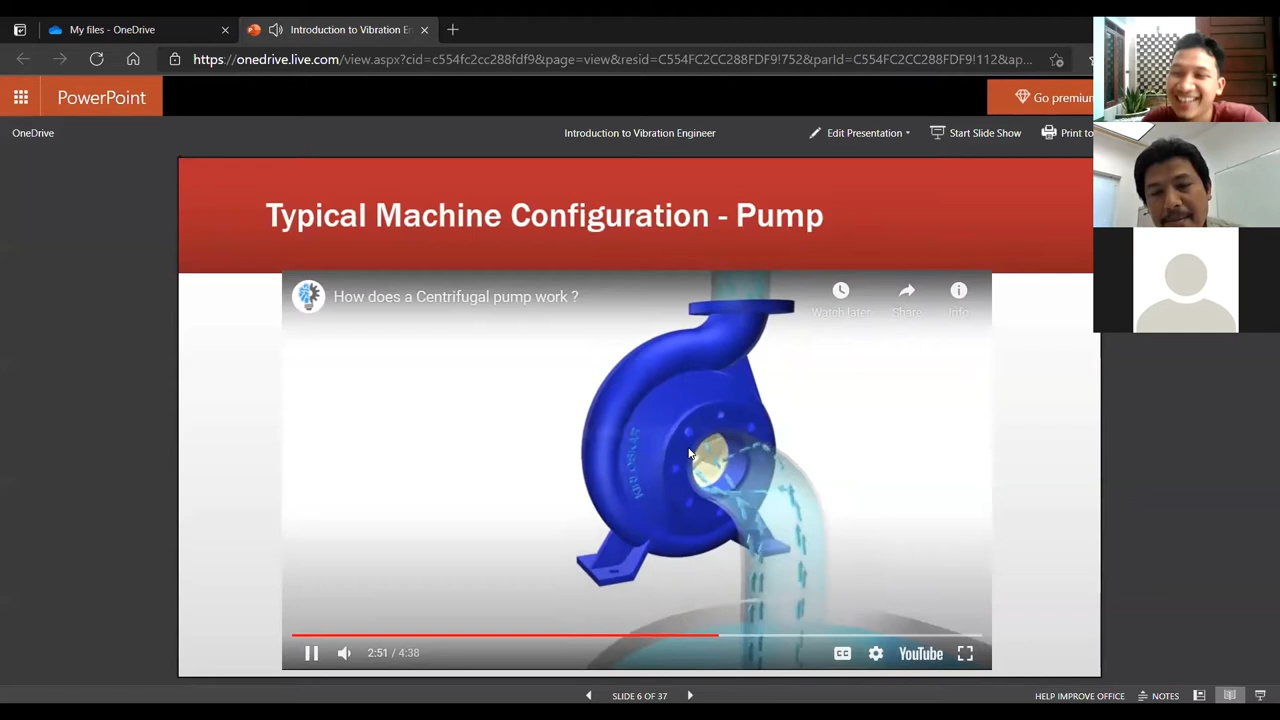 My files - OneDrive
Introduction to Vibration En
https://onedrive.live.com/view.aspx?cid=c554fc2cc288fdf9&page=view&resid=C554FC2CC288FDF9!752&parId=C554FC2CC288FDF9!112&ap...
PowerPoint
Go premium
OneDrive
Introduction to Vibration Engineer
Edit Presentation
Start Slide Show
Print to
Typical Machine Configuration - Pump
How does a Centrifugal pump work ?
Watch later
Share
Info
2:51 / 4:38
CC
YouTube
SLIDE 6 OF 37
HELP IMPROVE OFFICE
NOTES